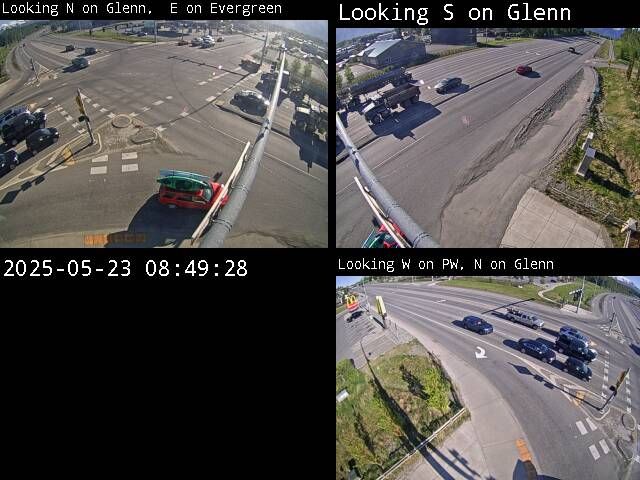 Looking N on Glenn,  E on Evergreen
Looking S on Glenn
2025-05-23 08:49:28
Looking W on PW, N on Glenn